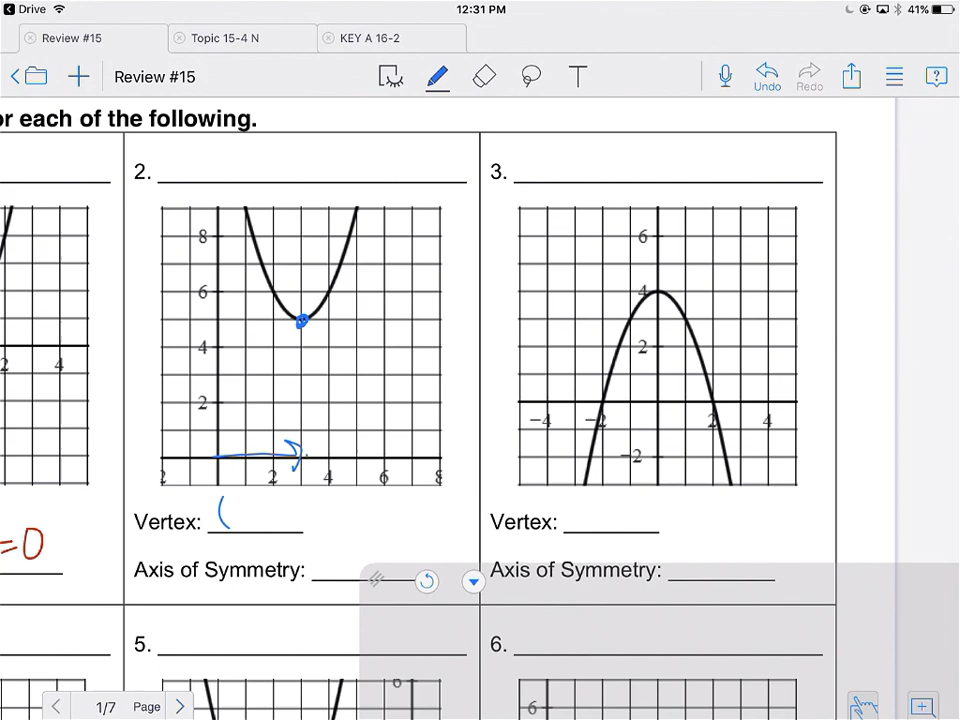 Drive 12:31 PM 41%
Review #15 Topic 15-4 N KEY A 16-2
Review #15 T Undo Redo ?
or each of the following.
2. 3.
8
6
4
2
2 2 4 6 8
6
4
2
-4 -2 2 4
-2
2 4
Vertex: ( Vertex:
=0
Axis of Symmetry: Axis of Symmetry:
5. 6.
6
6
1/7 Page